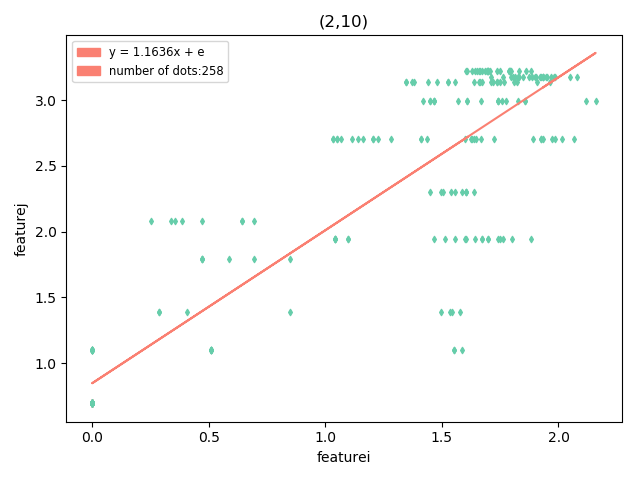 (2,10)
y = 1.1636x + e
number of dots:258
3.0
2.5
2.0
1.5
1.0
featurej
0.0 0.5 1.0 1.5 2.0
featurei